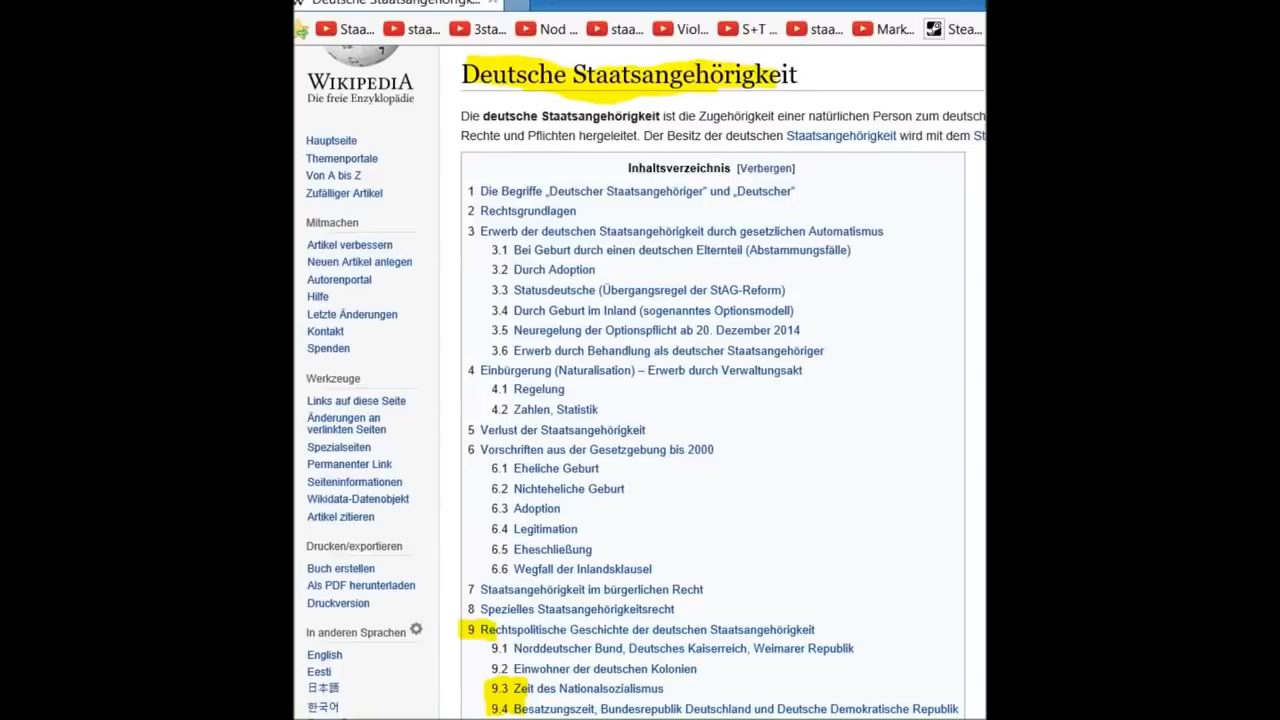 Deutsche Staatsangehörigk...
Staa... staa... 3sta... Nod ... staa... Viol... S+T ... staa... Mark... Stea...
WIKIPEDIA
Die freie Enzyklopädie
Hauptseite
Themenportale
Von A bis Z
Zufälliger Artikel
Mitmachen
Artikel verbessern
Neuen Artikel anlegen
Autorenportal
Hilfe
Letzte Änderungen
Kontakt
Spenden
Werkzeuge
Links auf diese Seite
Änderungen an
verlinkten Seiten
Spezialseiten
Permanenter Link
Seiteninformationen
Wikidata-Datenobjekt
Artikel zitieren
Drucken/exportieren
Buch erstellen
Als PDF herunterladen
Druckversion
In anderen Sprachen
English
Eesti
日本語
한국어
Deutsche Staatsangehörigkeit
Die deutsche Staatsangehörigkeit ist die Zugehörigkeit einer natürlichen Person zum deutsch
Rechte und Pflichten hergeleitet. Der Besitz der deutschen Staatsangehörigkeit wird mit dem St
Inhaltsverzeichnis [Verbergen]
1 Die Begriffe „Deutscher Staatsangehöriger“ und „Deutscher“
2 Rechtsgrundlagen
3 Erwerb der deutschen Staatsangehörigkeit durch gesetzlichen Automatismus
3.1 Bei Geburt durch einen deutschen Elternteil (Abstammungsfälle)
3.2 Durch Adoption
3.3 Statusdeutsche (Übergangsregel der StAG-Reform)
3.4 Durch Geburt im Inland (sogenanntes Optionsmodell)
3.5 Neuregelung der Optionspflicht ab 20. Dezember 2014
3.6 Erwerb durch Behandlung als deutscher Staatsangehöriger
4 Einbürgerung (Naturalisation) – Erwerb durch Verwaltungsakt
4.1 Regelung
4.2 Zahlen, Statistik
5 Verlust der Staatsangehörigkeit
6 Vorschriften aus der Gesetzgebung bis 2000
6.1 Eheliche Geburt
6.2 Nichteheliche Geburt
6.3 Adoption
6.4 Legitimation
6.5 Eheschließung
6.6 Wegfall der Inlandsklausel
7 Staatsangehörigkeit im bürgerlichen Recht
8 Spezielles Staatsangehörigkeitsrecht
9 Rechtspolitische Geschichte der deutschen Staatsangehörigkeit
9.1 Norddeutscher Bund, Deutsches Kaiserreich, Weimarer Republik
9.2 Einwohner der deutschen Kolonien
9.3 Zeit des Nationalsozialismus
9.4 Besatzungszeit, Bundesrepublik Deutschland und Deutsche Demokratische Republik